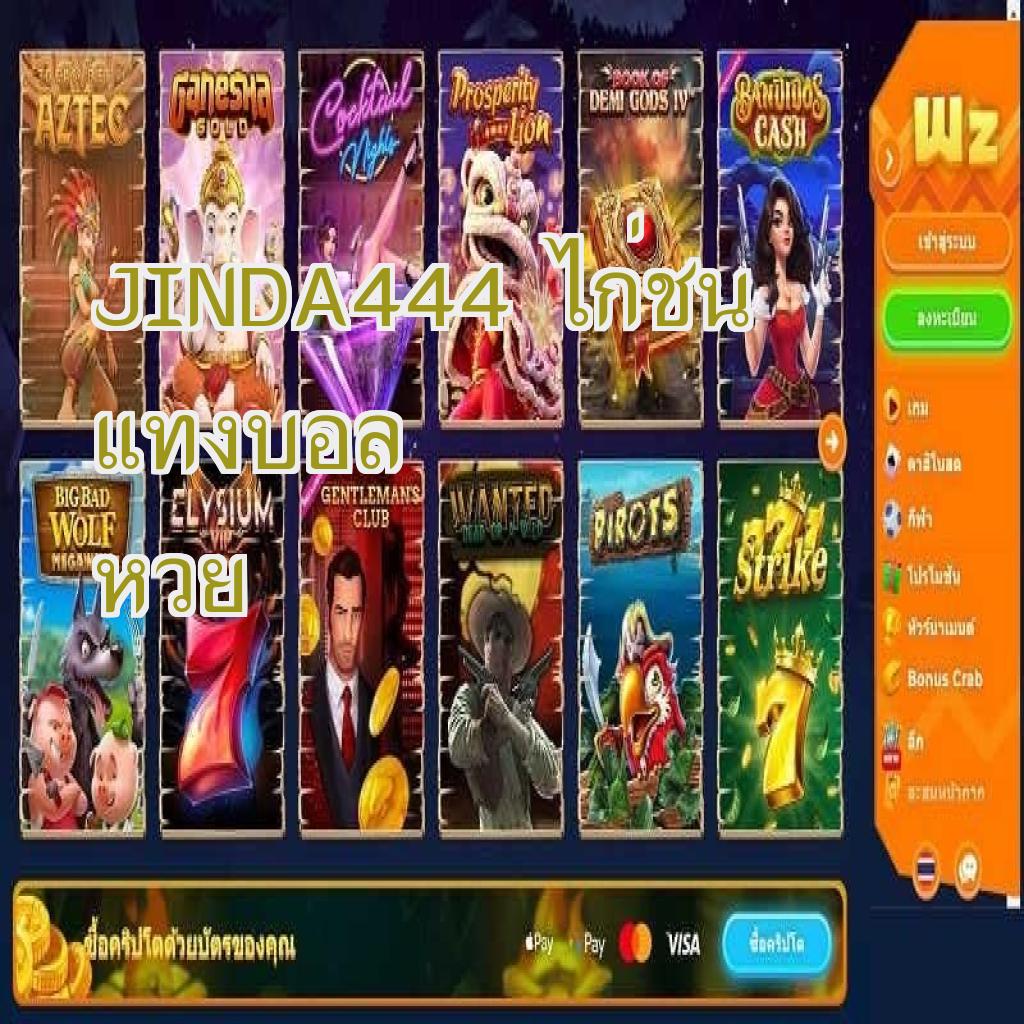 TREASURES OF
AZTEC
Ganesha
GOLD
Cocktail
Nights
Prosperity
Lion
BOOK OF
DEMI GODS IV
BANDIDOS
CASH
Wz
เข้าสู่ระบบ
ลงทะเบียน
JINDA444 ไก่ชน
แทงบอล
หวย
เกม
คาสิโนสด
กีฬา
โปรโมชั่น
ทัวร์นาเมนต์
Bonus Crab
ลีก
สะสมหน้ากาก
BIG BAD
WOLF
MEGAWAYS
ELYSIUM
VIP
GENTLEMAN'S
CLUB
WANTED
DEAD OR A WILD
PIROTS
777
Strike
ซื้อคริปโตด้วยบัตรของคุณ
Pay
Pay
VISA
ซื้อคริปโต